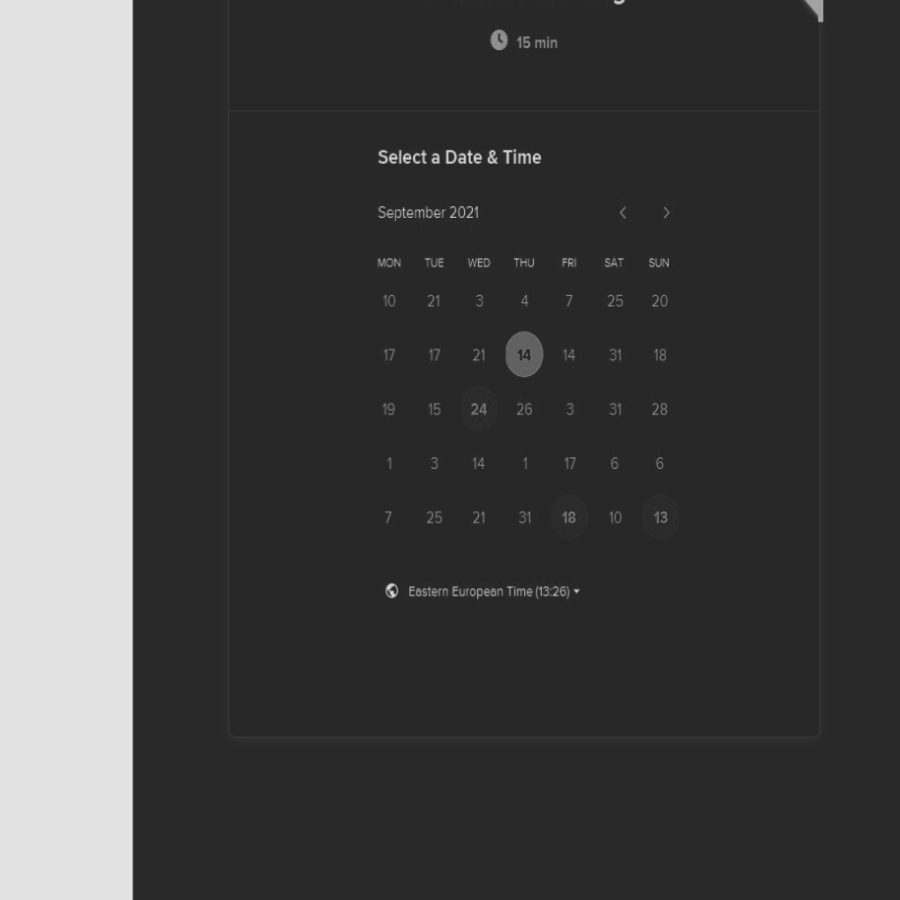 15 min
Select a Date & Time
September 2021
MON TUE WED THU FRI SAT SUN
10 21 3 4 7 25 20
17 17 21 14 14 31 18
19 15 24 26 3 31 28
1 3 14 1 17 6 6
7 25 21 31 18 10 13
Eastern European Time (13:26)